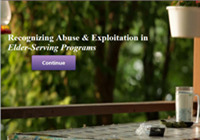 Recognizing Abuse & Exploitation in
Elder-Serving Programs
Continue